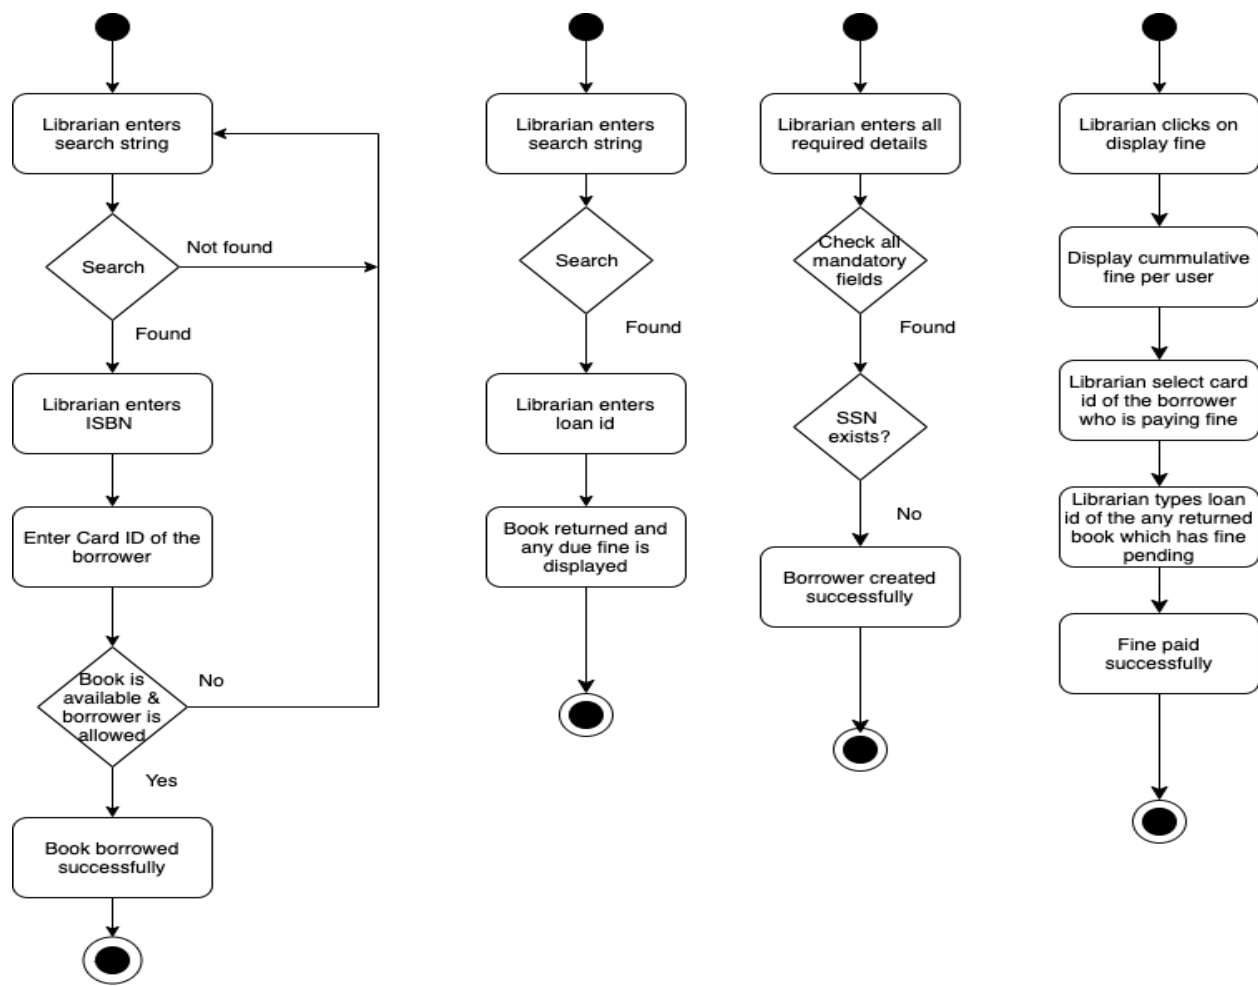 Librarian enters
search string
Search
Not found
Found
Librarian enters
ISBN
Enter Card ID of the
borrower
Book is
available &
borrower is
allowed
No
Yes
Book borrowed
successfully
Librarian enters
search string
Search
Found
Librarian enters
loan id
Book returned and
any due fine is
displayed
Librarian enters all
required details
Check all
mandatory
fields
Found
SSN
exists?
No
Borrower created
successfully
Librarian clicks on
display fine
Display cummulative
fine per user
Librarian select card
id of the borrower
who is paying fine
Librarian types loan
id of the any returned
book which has fine
pending
Fine paid
successfully